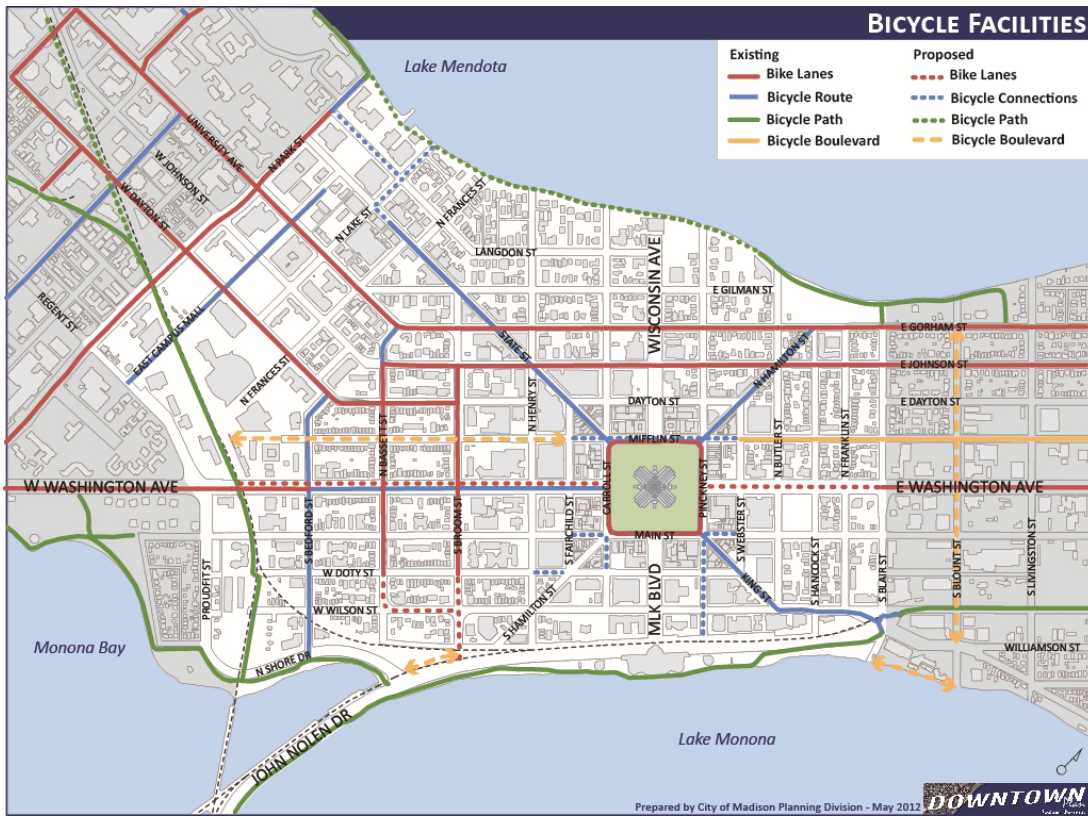 BICYCLE FACILITIES
Existing
Bike Lanes
Bicycle Route
Bicycle Path
Bicycle Boulevard
Proposed
Bike Lanes
Bicycle Connections
Bicycle Path
Bicycle Boulevard
Lake Mendota
UNIVERSITY AVE
N PARK ST
W JOHNSON ST
W DAYTON ST
N LAKE ST
N FRANCES ST
LANGDON ST
WISCONSIN AVE
E GILMAN ST
REGENT ST
EAST CAMPUS MALL
N FRANCES ST
STATE ST
N HAMILTON ST
E GORHAM ST
E JOHNSON ST
E DAYTON ST
N HENRY ST
DAYTON ST
MIFFLIN ST
N BASSETT ST
N BUTLER ST
N FRANKLIN ST
W WASHINGTON AVE
E WASHINGTON AVE
CARROLL ST
PINCKNEY ST
S BEDFORD ST
S BROOM ST
S FAIRCHILD ST
MAIN ST
S WEBSTER ST
PROUDFIT ST
W DOTY ST
W WILSON ST
S HAMILTON ST
MLK BLVD
KING ST
S HANCOCK ST
S BLAIR ST
S BLOUNT ST
S LIVINGSTON ST
WILLIAMSON ST
Monona Bay
N SHORE DR
JOHN NOLEN DR
Lake Monona
Prepared by City of Madison Planning Division - May 2012
DOWNTOWN
Plan